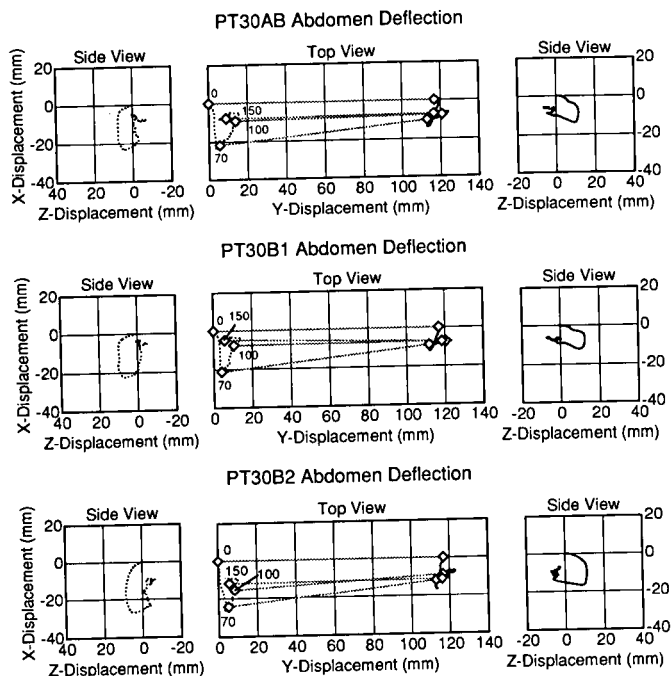 PT30AB Abdomen Deflection
Side View
Top View
Side View
X-Displacement (mm)
20
0
-20
-40
40 20 0 -20
Z-Displacement (mm)
0
150
100
70
0 20 40 60 80 100 120 140
Y-Displacement (mm)
20
0
-20
-40
-20 0 20 40
Z-Displacement (mm)
PT30B1 Abdomen Deflection
Side View
Top View
Side View
X-Displacement (mm)
20
0
-20
-40
40 20 0 -20
Z-Displacement (mm)
0
150
100
70
0 20 40 60 80 100 120 140
Y-Displacement (mm)
20
0
-20
-40
-20 0 20 40
Z-Displacement (mm)
PT30B2 Abdomen Deflection
Side View
Top View
Side View
X-Displacement (mm)
20
0
-20
-40
40 20 0 -20
Z-Displacement (mm)
0
150
100
70
0 20 40 60 80 100 120 140
Y-Displacement (mm)
20
0
-20
-40
-20 0 20 40
Z-Displacement (mm)